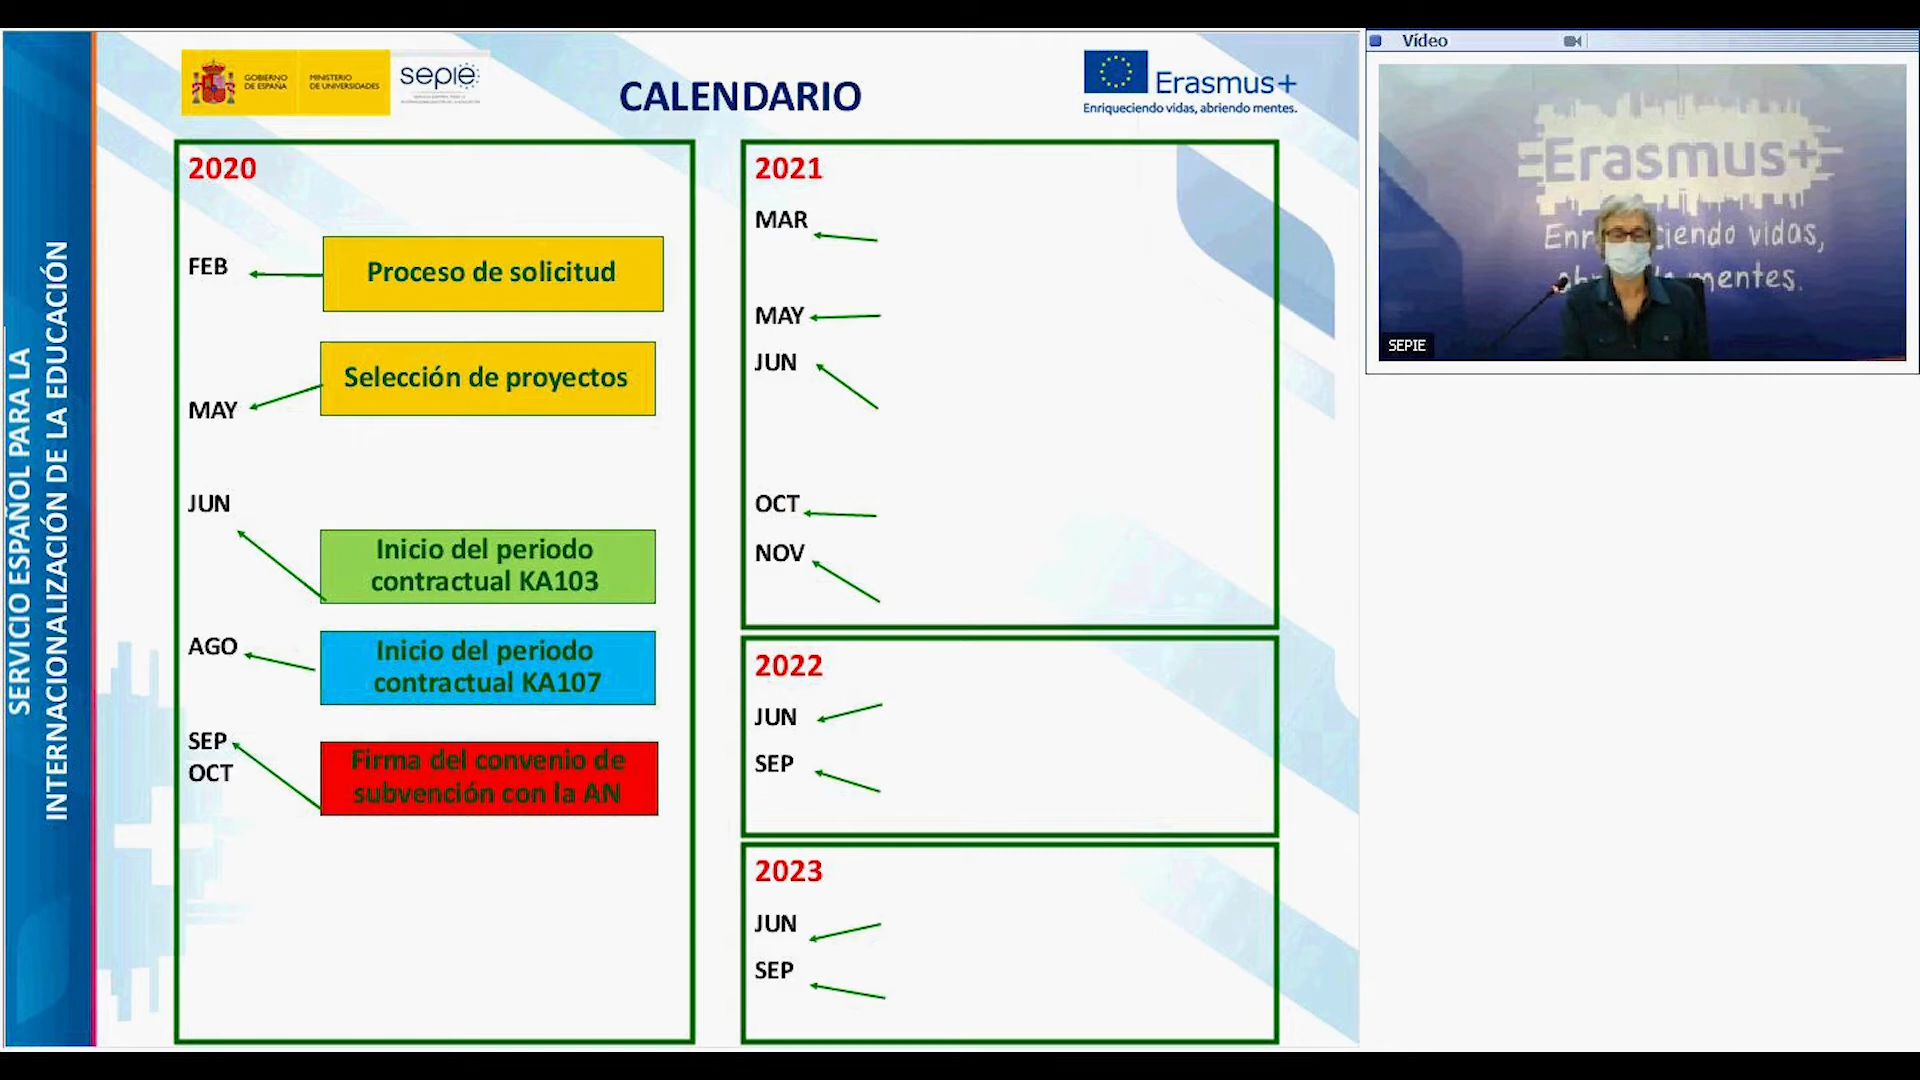 SERVICIO ESPAÑOL PARA LA
INTERNACIONALIZACIÓN DE LA EDUCACIÓN
GOBIERNO
DE ESPAÑA
MINISTERIO
DE UNIVERSIDADES
sepie
CALENDARIO
Erasmus+
Enriqueciendo vidas, abriendo mentes.
2020
FEB
Proceso de solicitud
Selección de proyectos
MAY
JUN
Inicio del periodo
contractual KA103
AGO
Inicio del periodo
contractual KA107
SEP
OCT
Firma del convenio de
subvención con la AN
2021
MAR
MAY
JUN
OCT
NOV
2022
JUN
SEP
2023
JUN
SEP
Vídeo
Erasmus+
vidas,
mentes.
SEPIE